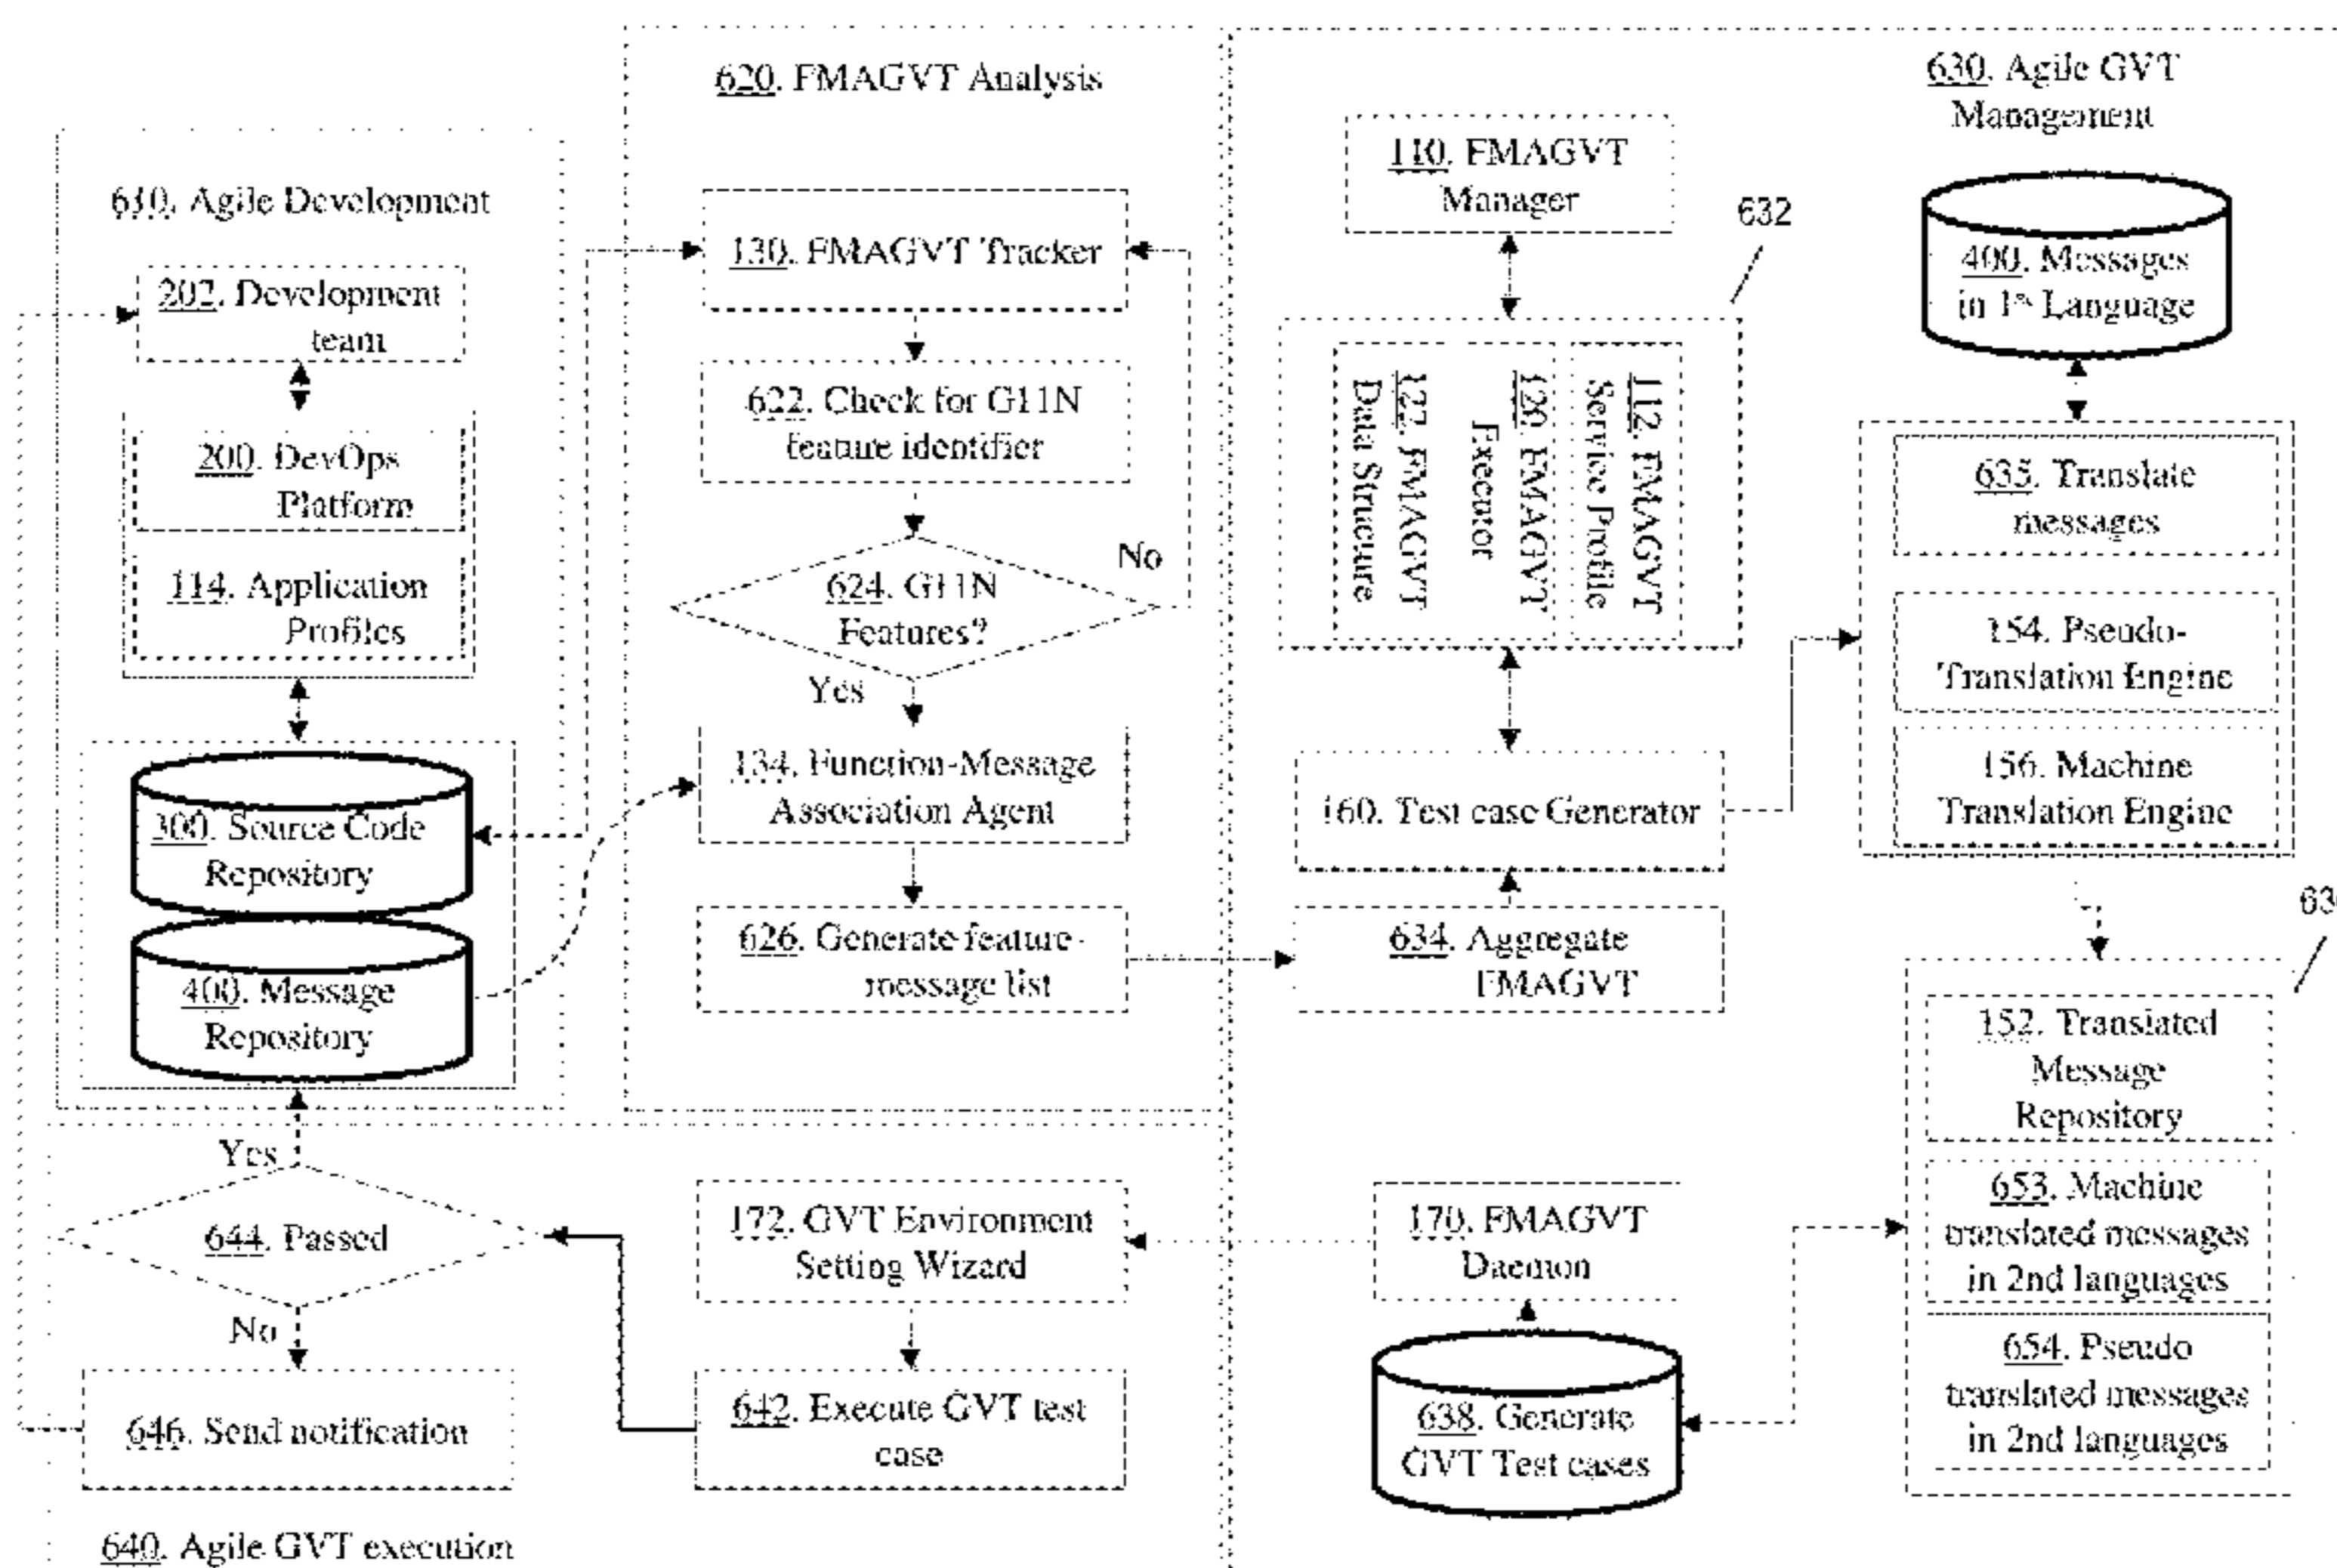 610. Agile Development
202. Development
team
200. DevOps
Platform
114. Application
Profiles
300. Source Code
Repository
400. Message
Repository
620. FMAGVT Analysis
130. FMAGVT Tracker
622. Check for G11N
feature identifier
624. G11N
Features?
No
Yes
134. Function-Message
Association Agent
626. Generate feature-
message list
630. Agile GVT
Management
110. FMAGVT
Manager
632
112. FMAGVT
Service Profile
120. FMAGVT
Executor
122. FMAGVT
Data Structure
160. Test case Generator
634. Aggregate
FMAGVT
400. Messages
in 1st Language
635. Translate
messages
154. Pseudo-
Translation Engine
156. Machine
Translation Engine
152. Translated
Message
Repository
653. Machine
translated messages
in 2nd languages
654. Pseudo
translated messages
in 2nd languages
170. FMAGVT
Daemon
638. Generate
GVT Test cases
172. GVT Environment
Setting Wizard
642. Execute GVT test
case
Yes
644. Passed
No
646. Send notification
640. Agile GVT execution